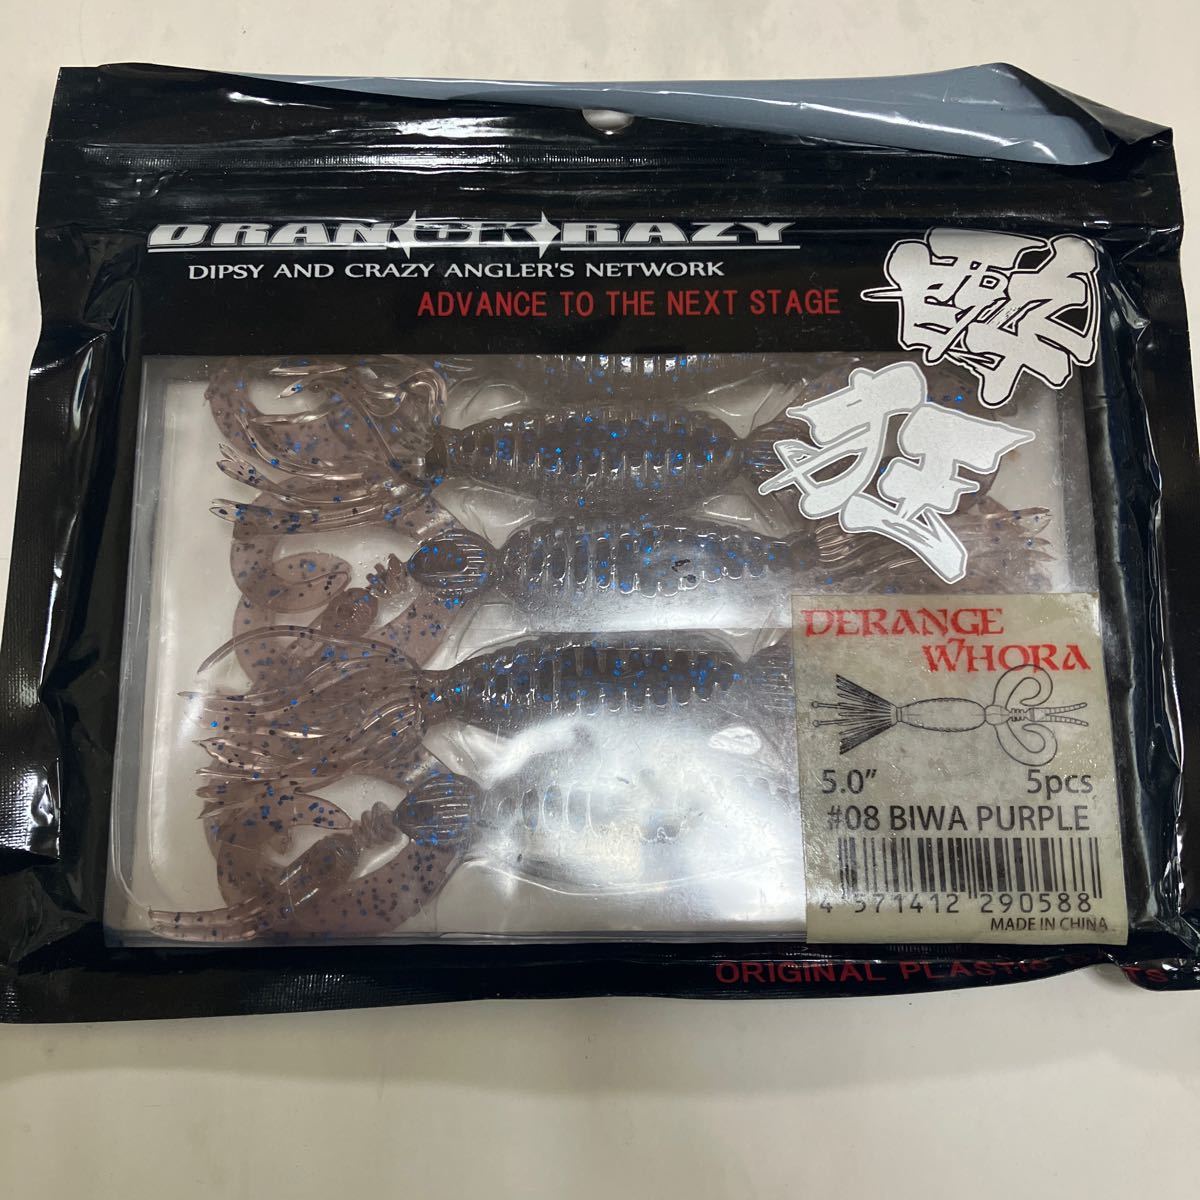 DRANCKRAZY
DIPSY AND CRAZY ANGLER'S NETWORK
ADVANCE TO THE NEXT STAGE
DERANGE
WHORA
5.0" 5pcs
#08 BIWA PURPLE
4 571412 290588
MADE IN CHINA
ORIGINAL PLASTIC